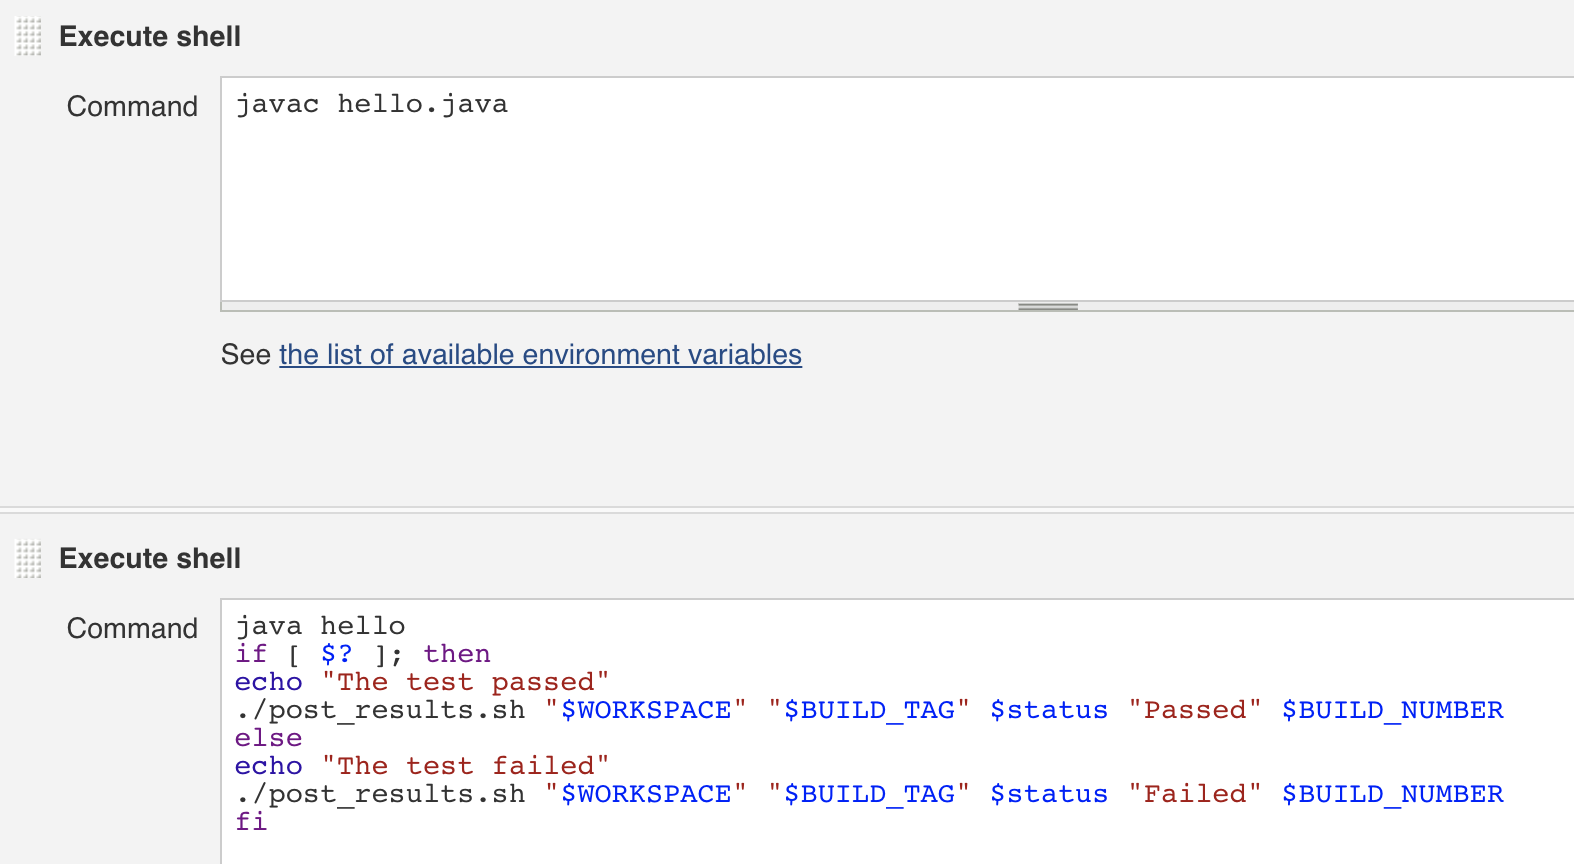 Execute shell
Command
javac hello.java
See the list of available environment variables
Execute shell
Command
java hello
if [ $? ]; then
echo "The test passed"
./post_results.sh "$WORKSPACE" "$BUILD_TAG" $status "Passed" $BUILD_NUMBER
else
echo "The test failed"
./post_results.sh "$WORKSPACE" "$BUILD_TAG" $status "Failed" $BUILD_NUMBER
fi